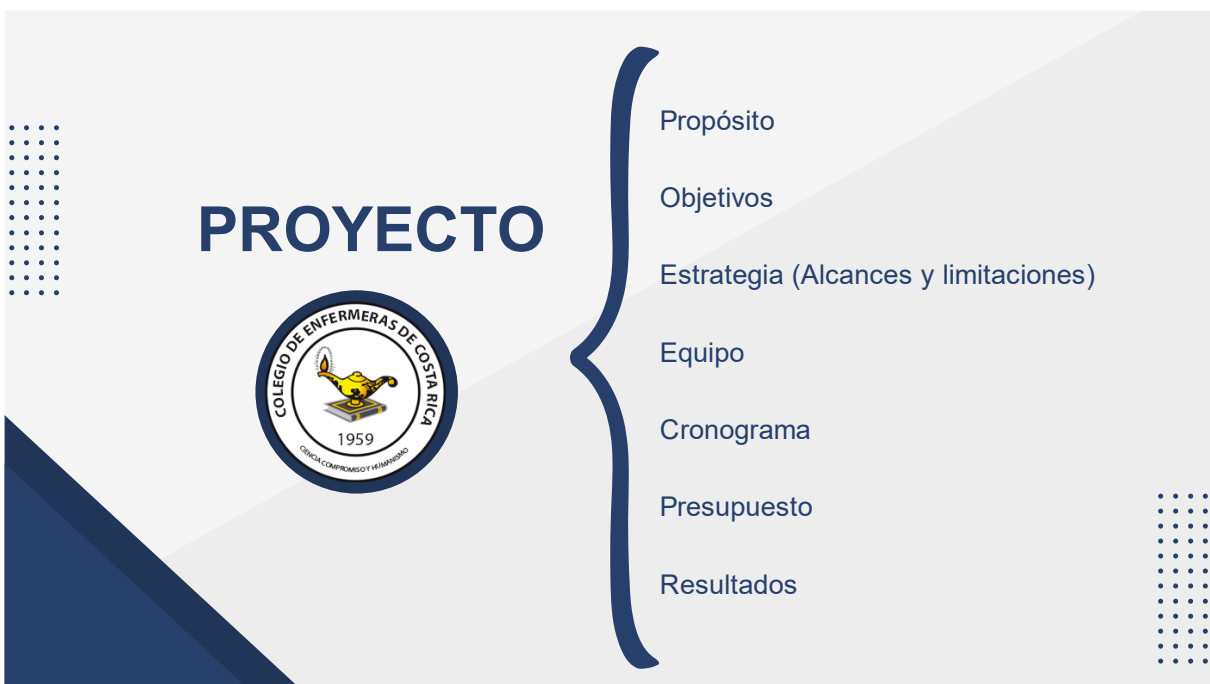 PROYECTO
COLEGIO DE ENFERMERAS DE COSTA RICA
1959
CIENCIA COMPROMISO Y HUMANISMO
Propósito
Objetivos
Estrategia (Alcances y limitaciones)
Equipo
Cronograma
Presupuesto
Resultados